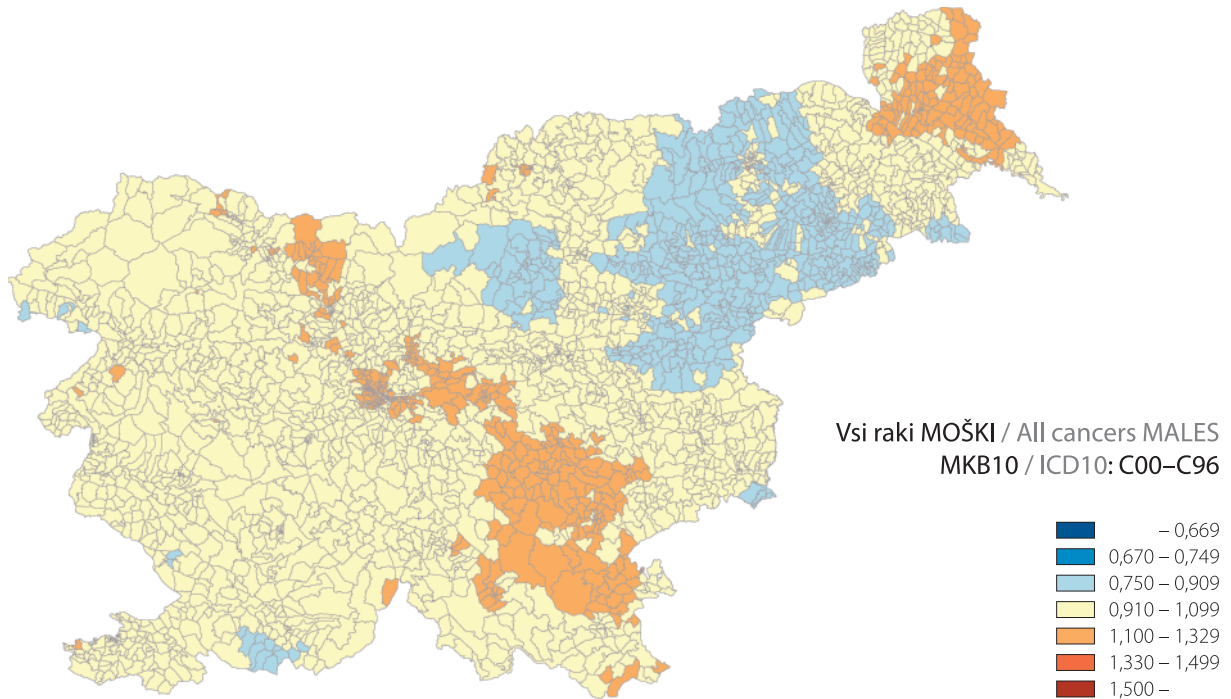 Vsi raki MOŠKI / All cancers MALES
MKB10 / ICD10: C00–C96
– 0,669
0,670 – 0,749
0,750 – 0,909
0,910 – 1,099
1,100 – 1,329
1,330 – 1,499
1,500 –